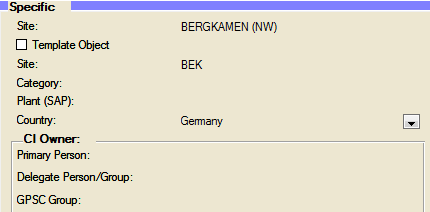 Specific
Site: BERGKAMEN (NW)
Template Object
Site: BEK
Category:
Plant (SAP):
Country: Germany
CI Owner:
Primary Person:
Delegate Person/Group:
GPSC Group: